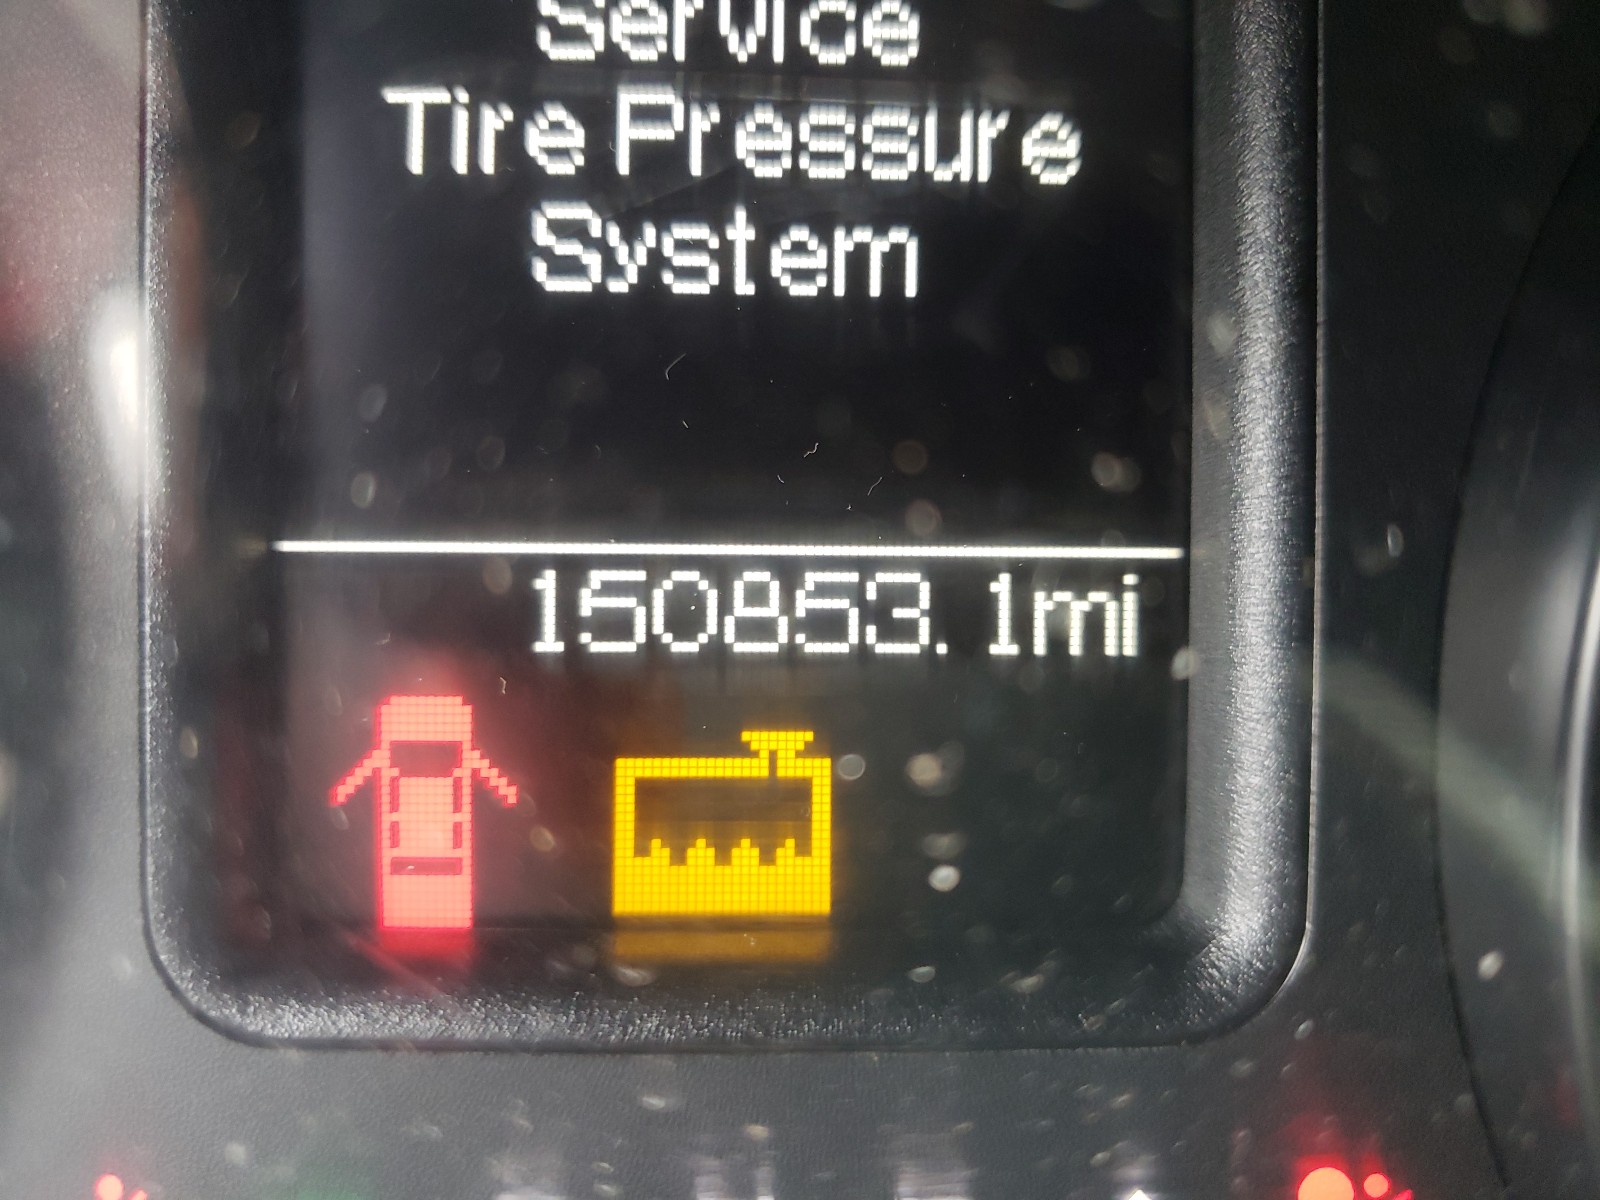 Service
Tire Pressure
System
150853.1mi